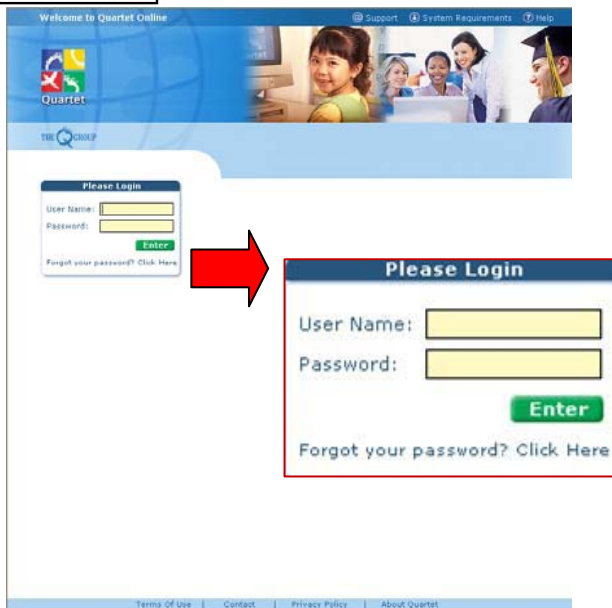 Welcome to Quartet Online
Support System Requirements Help
Quartet
THE Q GROUP
Please Login
User Name:
Password:
Enter
Forgot your password? Click Here
Please Login
User Name:
Password:
Enter
Forgot your password? Click Here
Terms Of Use | Contact | Privacy Policy | About Quartet